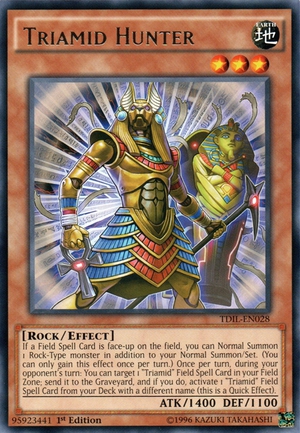 TRIAMID HUNTER
EARTH
地
TDIL-EN028
[ROCK/EFFECT]
If a Field Spell Card is face-up on the field, you can Normal Summon
1 Rock-Type monster in addition to your Normal Summon/Set. (You
can only gain this effect once per turn.) Once per turn, during your
opponent's turn: You can target 1 "Triamid" Field Spell Card in your Field
Zone; send it to the Graveyard, and if you do, activate 1 "Triamid" Field
Spell Card from your Deck with a different name (this is a Quick Effect).
ATK/1400 DEF/1100
95923441 1st Edition ©1996 KAZUKI TAKAHASHI